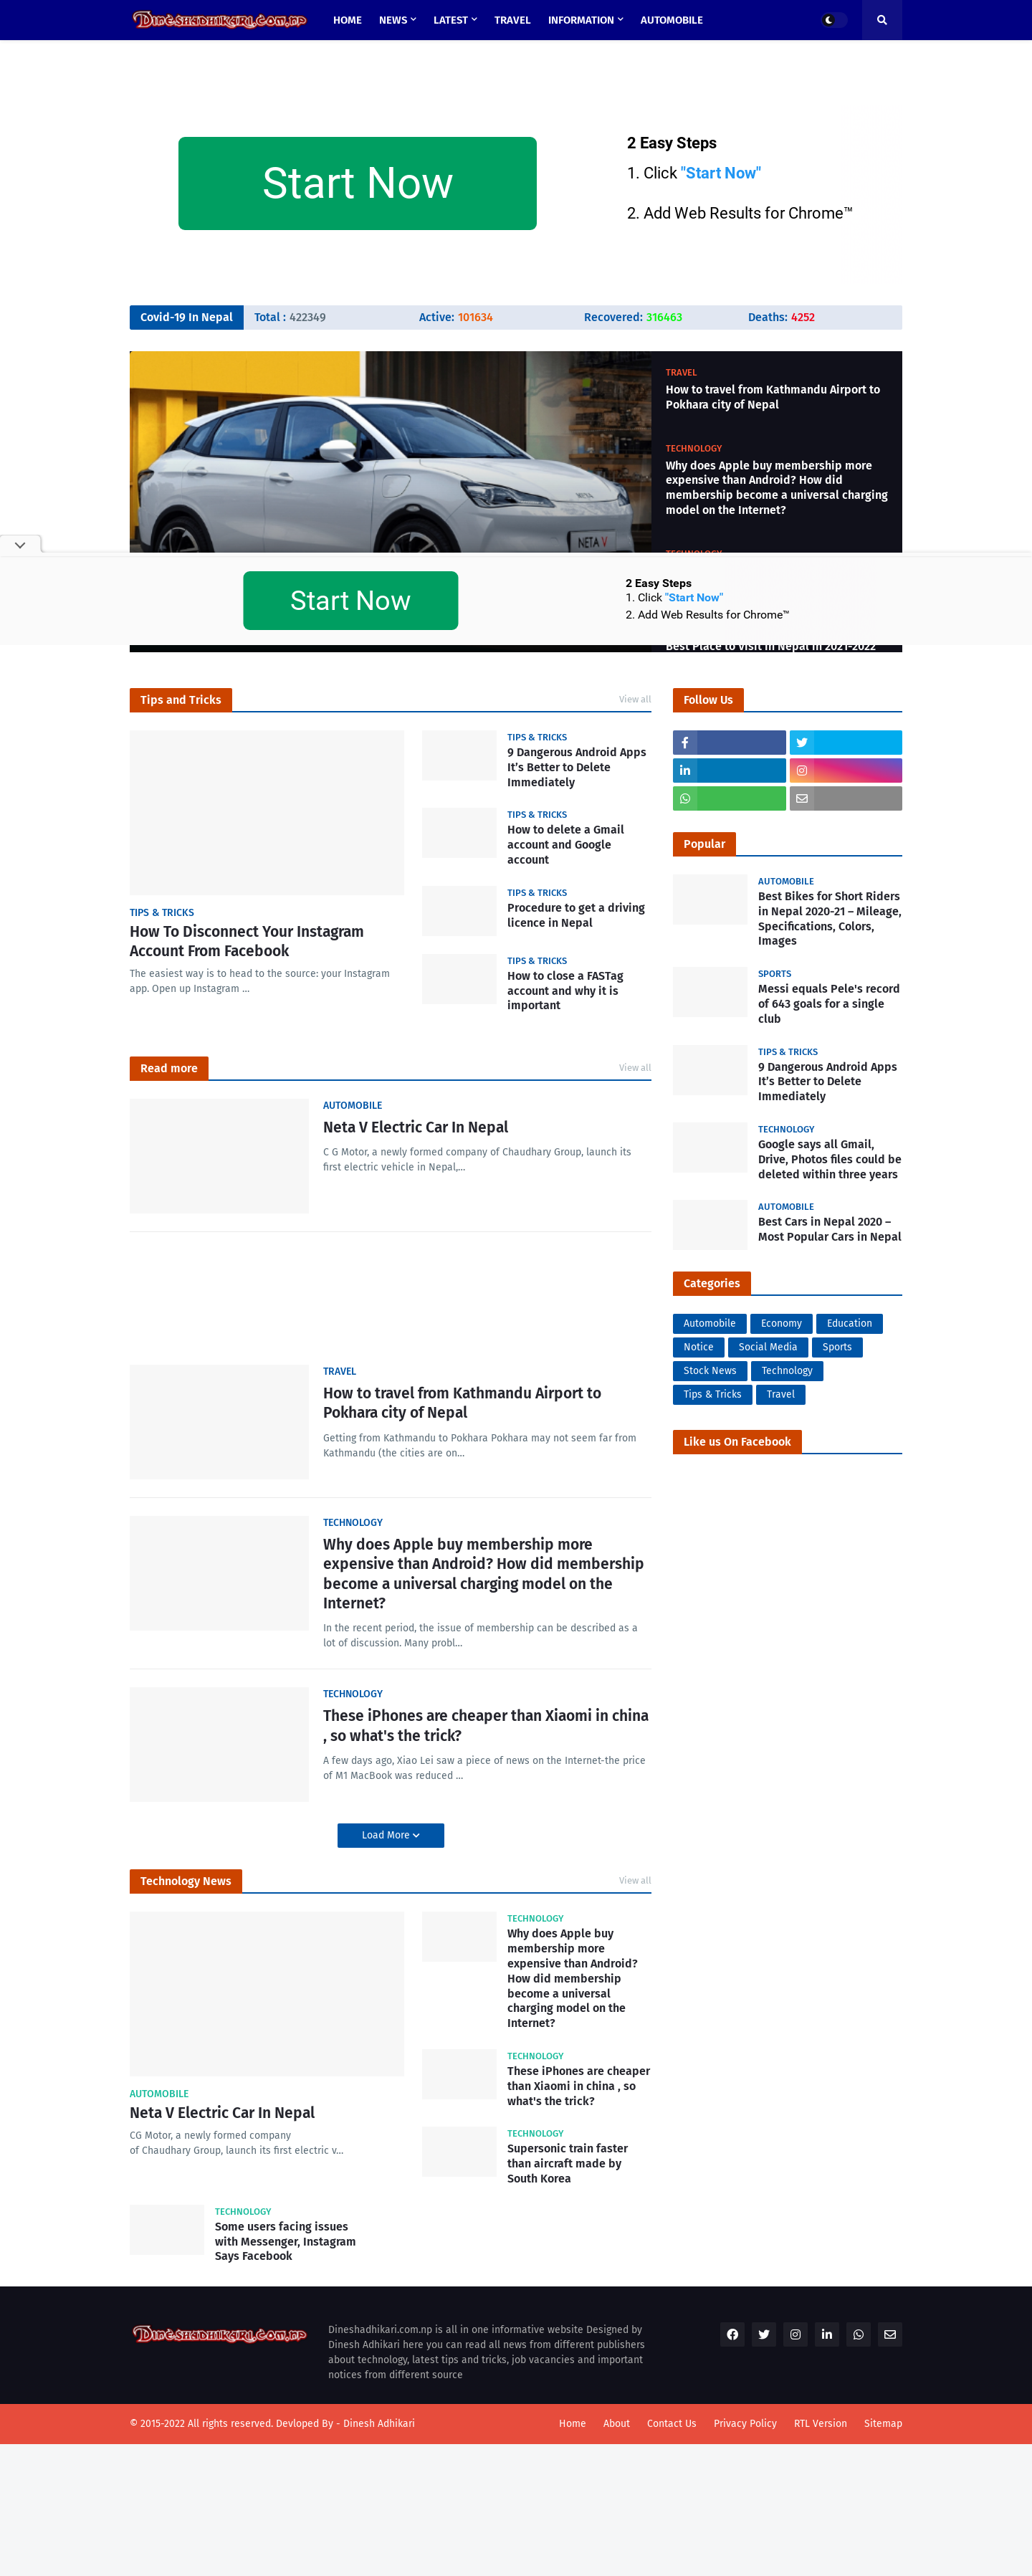 Dineshadhikari.com.np
HOME
NEWS
LATEST
TRAVEL
INFORMATION
AUTOMOBILE
Start Now
2 Easy Steps
1. Click "Start Now"
2. Add Web Results for Chrome™
Covid-19 In Nepal
Total : 422349
Active: 101634
Recovered: 316463
Deaths: 4252
TRAVEL
How to travel from Kathmandu Airport to
Pokhara city of Nepal
TECHNOLOGY
Why does Apple buy membership more
expensive than Android? How did
membership become a universal charging
model on the Internet?
NETA V
Start Now
2 Easy Steps
1. Click "Start Now"
2. Add Web Results for Chrome™
Best Place to Visit in Nepal in 2021-2022
Tips and Tricks
View all
TIPS & TRICKS
How To Disconnect Your Instagram
Account From Facebook
The easiest way is to head to the source: your Instagram
app. Open up Instagram …
TIPS & TRICKS
9 Dangerous Android Apps
It’s Better to Delete
Immediately
TIPS & TRICKS
How to delete a Gmail
account and Google
account
TIPS & TRICKS
Procedure to get a driving
licence in Nepal
TIPS & TRICKS
How to close a FASTag
account and why it is
important
Read more
View all
AUTOMOBILE
Neta V Electric Car In Nepal
C G Motor, a newly formed company of Chaudhary Group, launch its
first electric vehicle in Nepal,…
TRAVEL
How to travel from Kathmandu Airport to
Pokhara city of Nepal
Getting from Kathmandu to Pokhara Pokhara may not seem far from
Kathmandu (the cities are on…
TECHNOLOGY
Why does Apple buy membership more
expensive than Android? How did membership
become a universal charging model on the
Internet?
In the recent period, the issue of membership can be described as a
lot of discussion. Many probl…
TECHNOLOGY
These iPhones are cheaper than Xiaomi in china
, so what's the trick?
A few days ago, Xiao Lei saw a piece of news on the Internet-the price
of M1 MacBook was reduced …
Load More
Technology News
View all
AUTOMOBILE
Neta V Electric Car In Nepal
CG Motor, a newly formed company
of Chaudhary Group, launch its first electric v…
TECHNOLOGY
Why does Apple buy
membership more
expensive than Android?
How did membership
become a universal
charging model on the
Internet?
TECHNOLOGY
These iPhones are cheaper
than Xiaomi in china , so
what's the trick?
TECHNOLOGY
Supersonic train faster
than aircraft made by
South Korea
TECHNOLOGY
Some users facing issues
with Messenger, Instagram
Says Facebook
Follow Us
Popular
AUTOMOBILE
Best Bikes for Short Riders
in Nepal 2020-21 – Mileage,
Specifications, Colors,
Images
SPORTS
Messi equals Pele's record
of 643 goals for a single
club
TIPS & TRICKS
9 Dangerous Android Apps
It’s Better to Delete
Immediately
TECHNOLOGY
Google says all Gmail,
Drive, Photos files could be
deleted within three years
AUTOMOBILE
Best Cars in Nepal 2020 –
Most Popular Cars in Nepal
Categories
Automobile
Economy
Education
Notice
Social Media
Sports
Stock News
Technology
Tips & Tricks
Travel
Like us On Facebook
Dineshadhikari.com.np
Dineshadhikari.com.np is all in one informative website Designed by
Dinesh Adhikari here you can read all news from different publishers
about technology, latest tips and tricks, job vacancies and important
notices from different source
© 2015-2022 All rights reserved. Devloped By - Dinesh Adhikari
Home
About
Contact Us
Privacy Policy
RTL Version
Sitemap